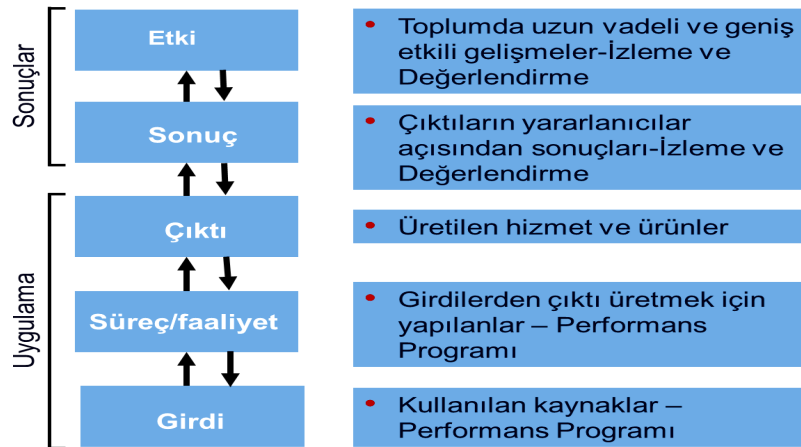 Sonuçlar
Etki
• Toplumda uzun vadeli ve geniş
etkili gelişmeler-İzleme ve
Değerlendirme
Sonuç
• Çıktıların yararlanıcılar
açısından sonuçları-İzleme ve
Değerlendirme
Uygulama
Çıktı
• Üretilen hizmet ve ürünler
Süreç/faaliyet
• Girdilerden çıktı üretmek için
yapılanlar – Performans
Programı
Girdi
• Kullanılan kaynaklar –
Performans Programı